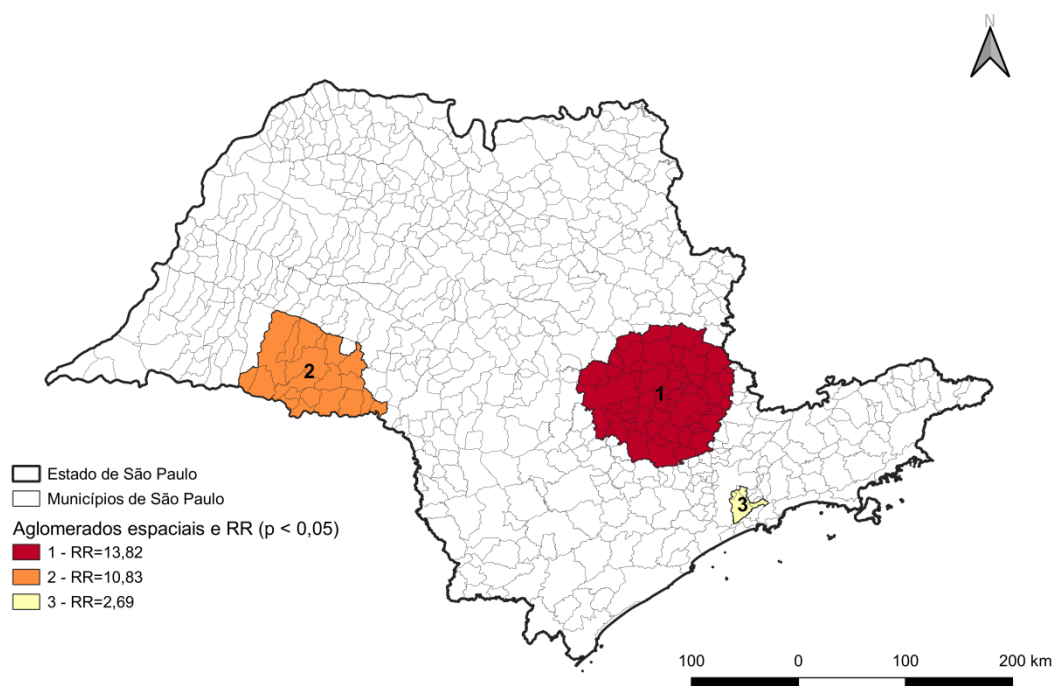 N
2
1
3
Estado de São Paulo
Municípios de São Paulo
Aglomerados espaciais e RR (p < 0,05)
1 - RR=13,82
2 - RR=10,83
3 - RR=2,69
100 0 100 200 km